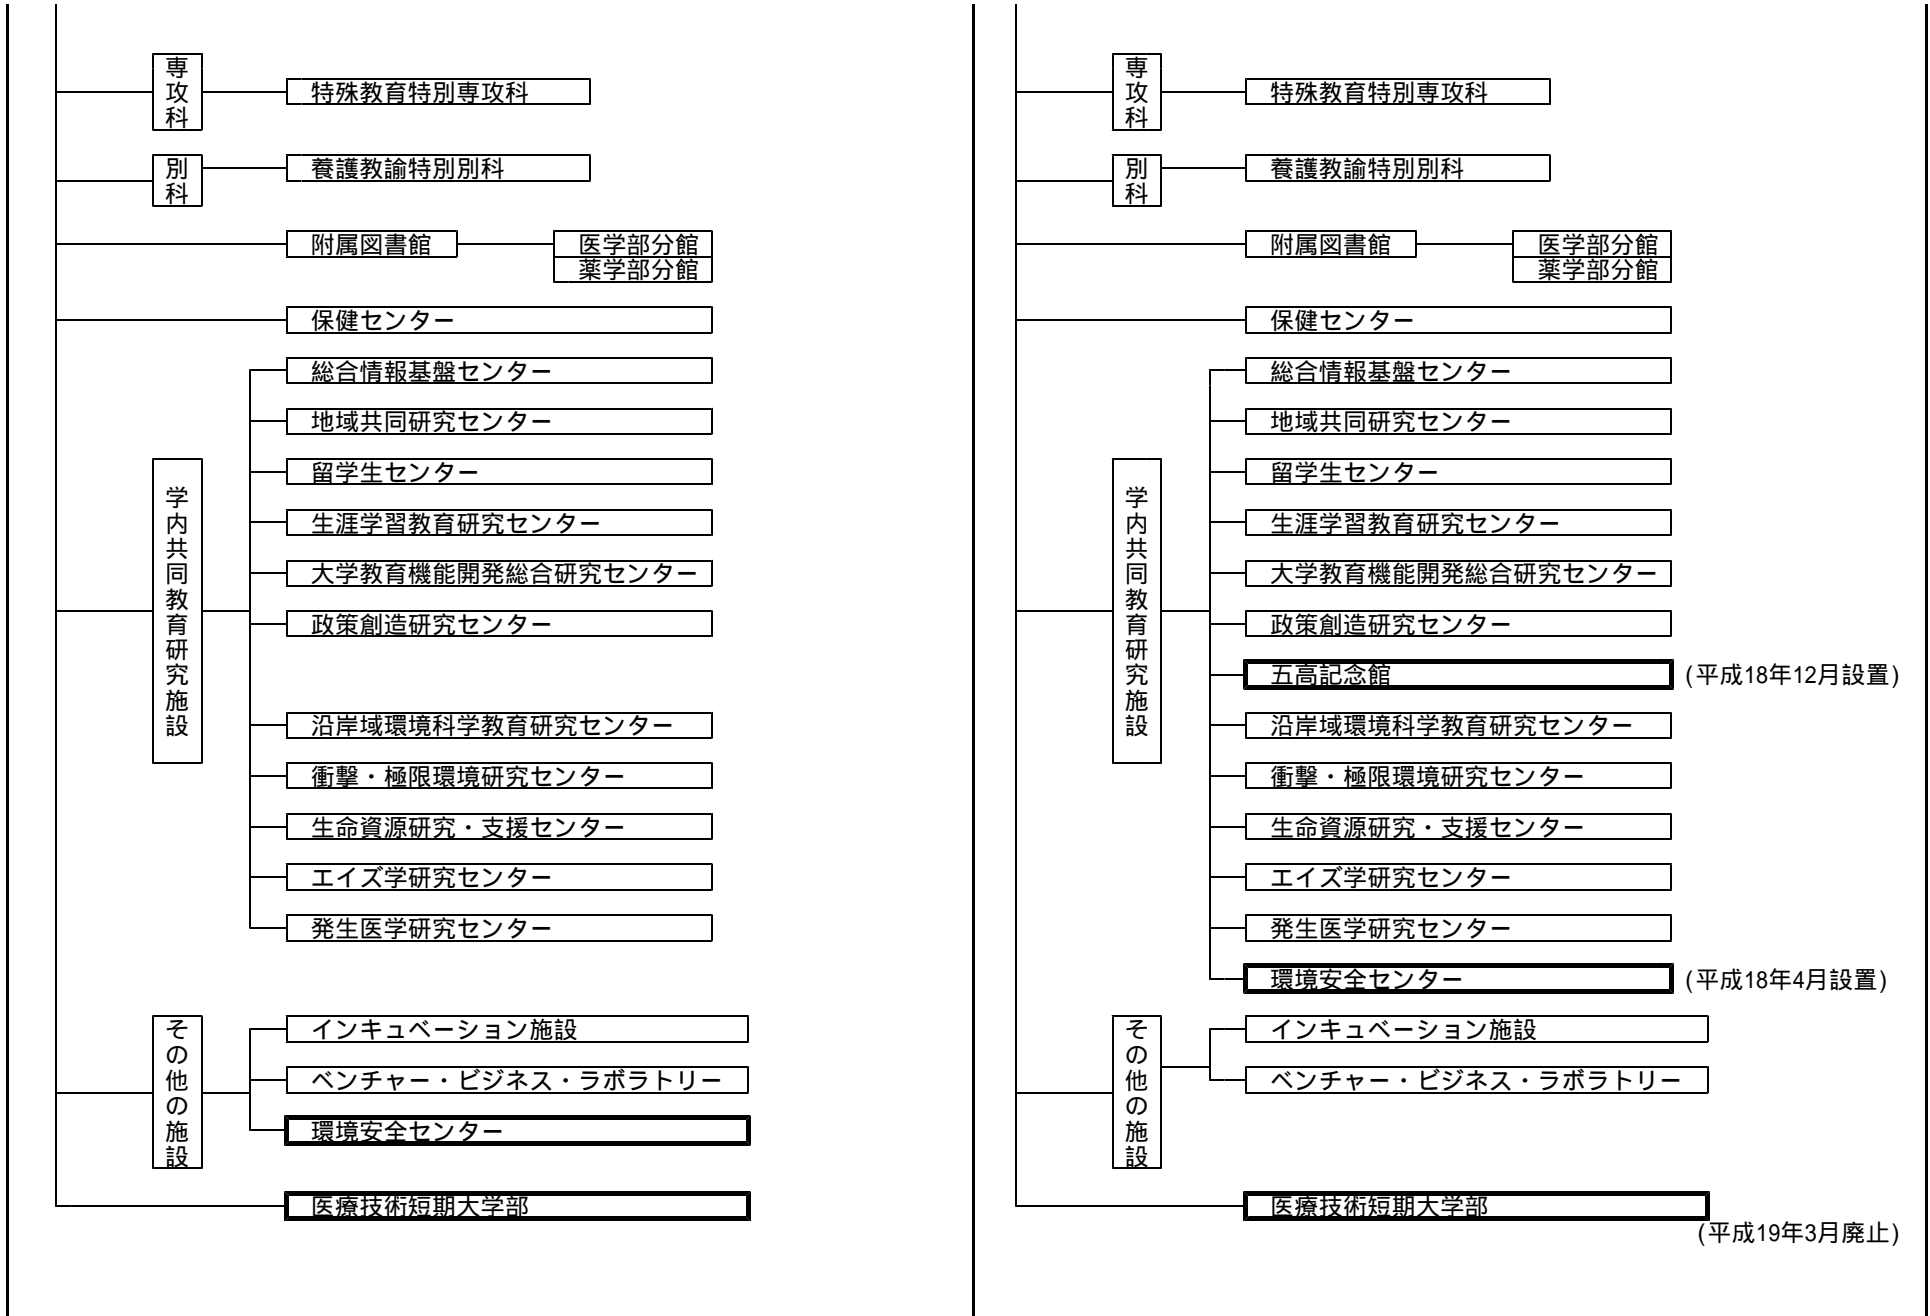 専攻科
特殊教育特別専攻科
別科
養護教諭特別別科
附属図書館
医学部分館
薬学部分館
保健センター
学内共同教育研究施設
総合情報基盤センター
地域共同研究センター
留学生センター
生涯学習教育研究センター
大学教育機能開発総合研究センター
政策創造研究センター
沿岸域環境科学教育研究センター
衝撃・極限環境研究センター
生命資源研究・支援センター
エイズ学研究センター
発生医学研究センター
その他の施設
インキュベーション施設
ベンチャー・ビジネス・ラボラトリー
環境安全センター
医療技術短期大学部
専攻科
特殊教育特別専攻科
別科
養護教諭特別別科
附属図書館
医学部分館
薬学部分館
保健センター
学内共同教育研究施設
総合情報基盤センター
地域共同研究センター
留学生センター
生涯学習教育研究センター
大学教育機能開発総合研究センター
政策創造研究センター
五高記念館 (平成18年12月設置)
沿岸域環境科学教育研究センター
衝撃・極限環境研究センター
生命資源研究・支援センター
エイズ学研究センター
発生医学研究センター
環境安全センター (平成18年4月設置)
その他の施設
インキュベーション施設
ベンチャー・ビジネス・ラボラトリー
医療技術短期大学部
(平成19年3月廃止)